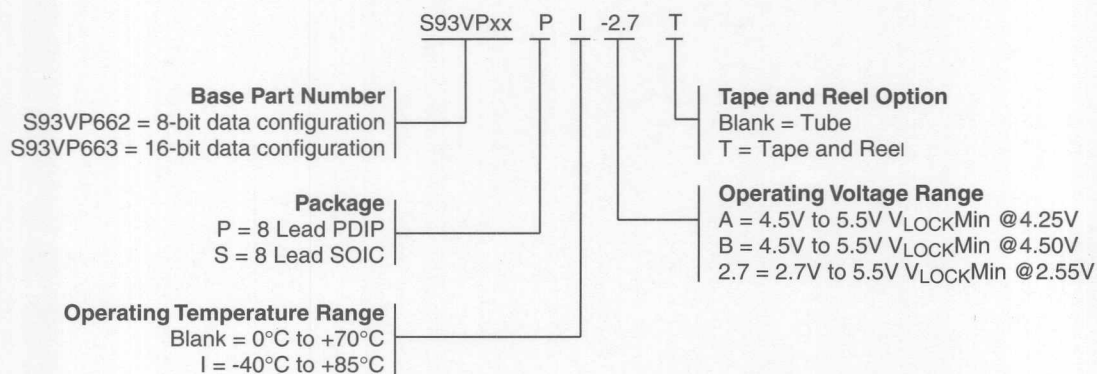 S93VPxx P I -2.7 T
Base Part Number
S93VP662 = 8-bit data configuration
S93VP663 = 16-bit data configuration
Package
P = 8 Lead PDIP
S = 8 Lead SOIC
Operating Temperature Range
Blank = 0°C to +70°C
I = -40°C to +85°C
Tape and Reel Option
Blank = Tube
T = Tape and Reel
Operating Voltage Range
A = 4.5V to 5.5V VLOCKMin @4.25V
B = 4.5V to 5.5V VLOCKMin @4.50V
2.7 = 2.7V to 5.5V VLOCKMin @2.55V